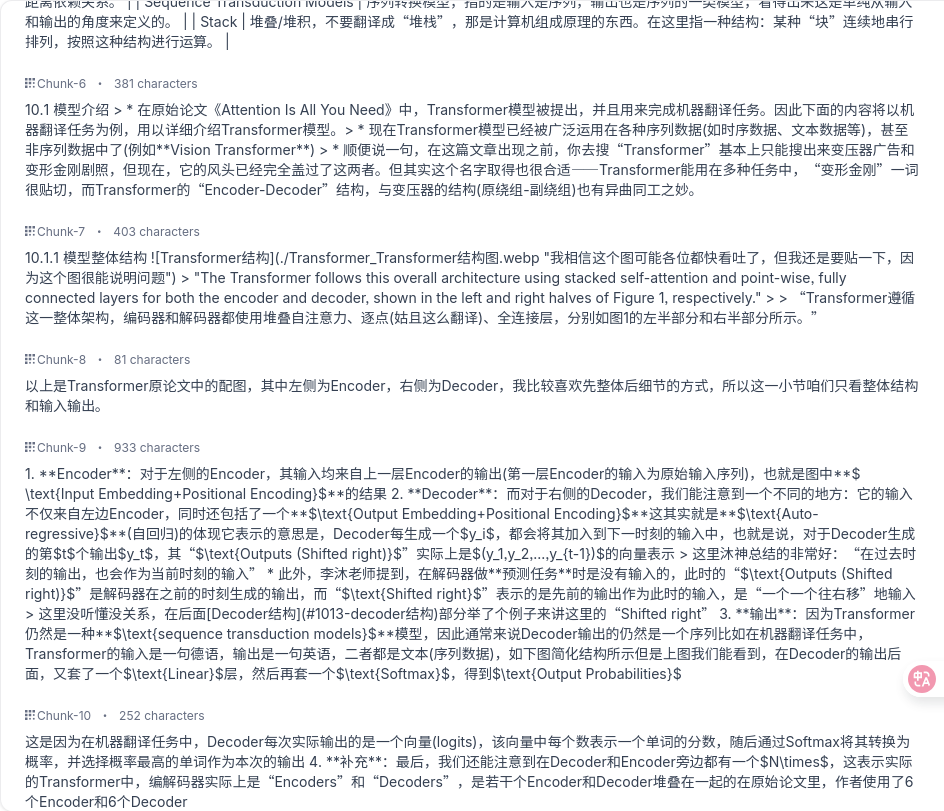 距离依赖关系。 | | Sequence Transduction Models | 序列转换模型，指的是输入是序列，输出也是序列的一类模型，看得出来这是单纯从输入
和输出的角度来定义的。 | | Stack | 堆叠/堆积，不要翻译成“堆栈”，那是计算机组成原理的东西。在这里指一种结构：某种“块”连续地串行
排列，按照这种结构进行运算。 |
Chunk-6 • 381 characters
10.1 模型介绍 > * 在原始论文《Attention Is All You Need》中，Transformer模型被提出，并且用来完成机器翻译任务。因此下面的内容将以机
器翻译任务为例，用以详细介绍Transformer模型。> * 现在Transformer模型已经被广泛运用在各种序列数据(如时序数据、文本数据等)，甚至
非序列数据中了(例如**Vision Transformer**) > * 顺便说一句，在这篇文章出现之前，你去搜“Transformer”基本上只能搜出来变压器广告和
变形金刚剧照，但现在，它的风头已经完全盖过了这两者。但其实这个名字取得也很合适——Transformer能用在多种任务中，“变形金刚”一词
很贴切，而Transformer的“Encoder-Decoder”结构，与变压器的结构(原绕组-副绕组)也有异曲同工之妙。
Chunk-7 • 403 characters
10.1.1 模型整体结构 ![Transformer结构](./Transformer_Transformer结构图.webp "我相信这个图可能各位都快看吐了，但我还是要贴一下，因
为这个图很能说明问题") > "The Transformer follows this overall architecture using stacked self-attention and point-wise, fully
connected layers for both the encoder and decoder, shown in the left and right halves of Figure 1, respectively." > > “Transformer遵循
这一整体架构，编码器和解码器都使用堆叠自注意力、逐点(姑且这么翻译)、全连接层，分别如图1的左半部分和右半部分所示。”
Chunk-8 • 81 characters
以上是Transformer原论文中的配图，其中左侧为Encoder，右侧为Decoder，我比较喜欢先整体后细节的方式，所以这一小节咱们只看整体结构
和输入输出。
Chunk-9 • 933 characters
1. **Encoder**：对于左侧的Encoder，其输入均来自上一层Encoder的输出(第一层Encoder的输入为原始输入序列)，也就是图中**$
\text{Input Embedding+Positional Encoding}$**的结果 2. **Decoder**：而对于右侧的Decoder，我们能注意到一个不同的地方：它的输入
不仅来自左边Encoder，同时还包括了一个**$\text{Output Embedding+Positional Encoding}$**这其实就是**$\text{Auto-
regressive}$**(自回归)的体现它表示的意思是，Decoder每生成一个$y_i$，都会将其加入到下一时刻的输入中，也就是说，对于Decoder生成
的第$t$个输出$y_t$，其“$\text{Outputs (Shifted right)}$”实际上是$(y_1,y_2,...,y_{t-1})$的向量表示 > 这里沐神总结的非常好：“在过去时
刻的输出，也会作为当前时刻的输入” * 此外，李沐老师提到，在解码器做**预测任务**时是没有输入的，此时的“$\text{Outputs (Shifted
right)}$”是解码器在之前的时刻生成的输出，而“$\text{Shifted right}$”表示的是先前的输出作为此时的输入，是“一个一个往右移”地输入
> 这里没听懂没关系，在后面[Decoder结构](#1013-decoder结构)部分举了个例子来讲这里的“Shifted right” 3. **输出**：因为Transformer
仍然是一种**$\text{sequence transduction models}$**模型，因此通常来说Decoder输出的仍然是一个序列比如在机器翻译任务中，
Transformer的输入是一句德语，输出是一句英语，二者都是文本(序列数据)，如下图简化结构所示但是上图我们能看到，在Decoder的输出后
面，又套了一个$\text{Linear}$层，然后再套一个$\text{Softmax}$，得到$\text{Output Probabilities}$
Chunk-10 • 252 characters
这是因为在机器翻译任务中，Decoder每次实际输出的是一个向量(logits)，该向量中每个数表示一个单词的分数，随后通过Softmax将其转换为
概率，并选择概率最高的单词作为本次的输出 4. **补充**：最后，我们还能注意到在Decoder和Encoder旁边都有一个$N\times$，这表示实际
的Transformer中，编解码器实际上是“Encoders”和“Decoders”，是若干个Encoder和Decoder堆叠在一起的在原始论文里，作者使用了6
个Encoder和6个Decoder